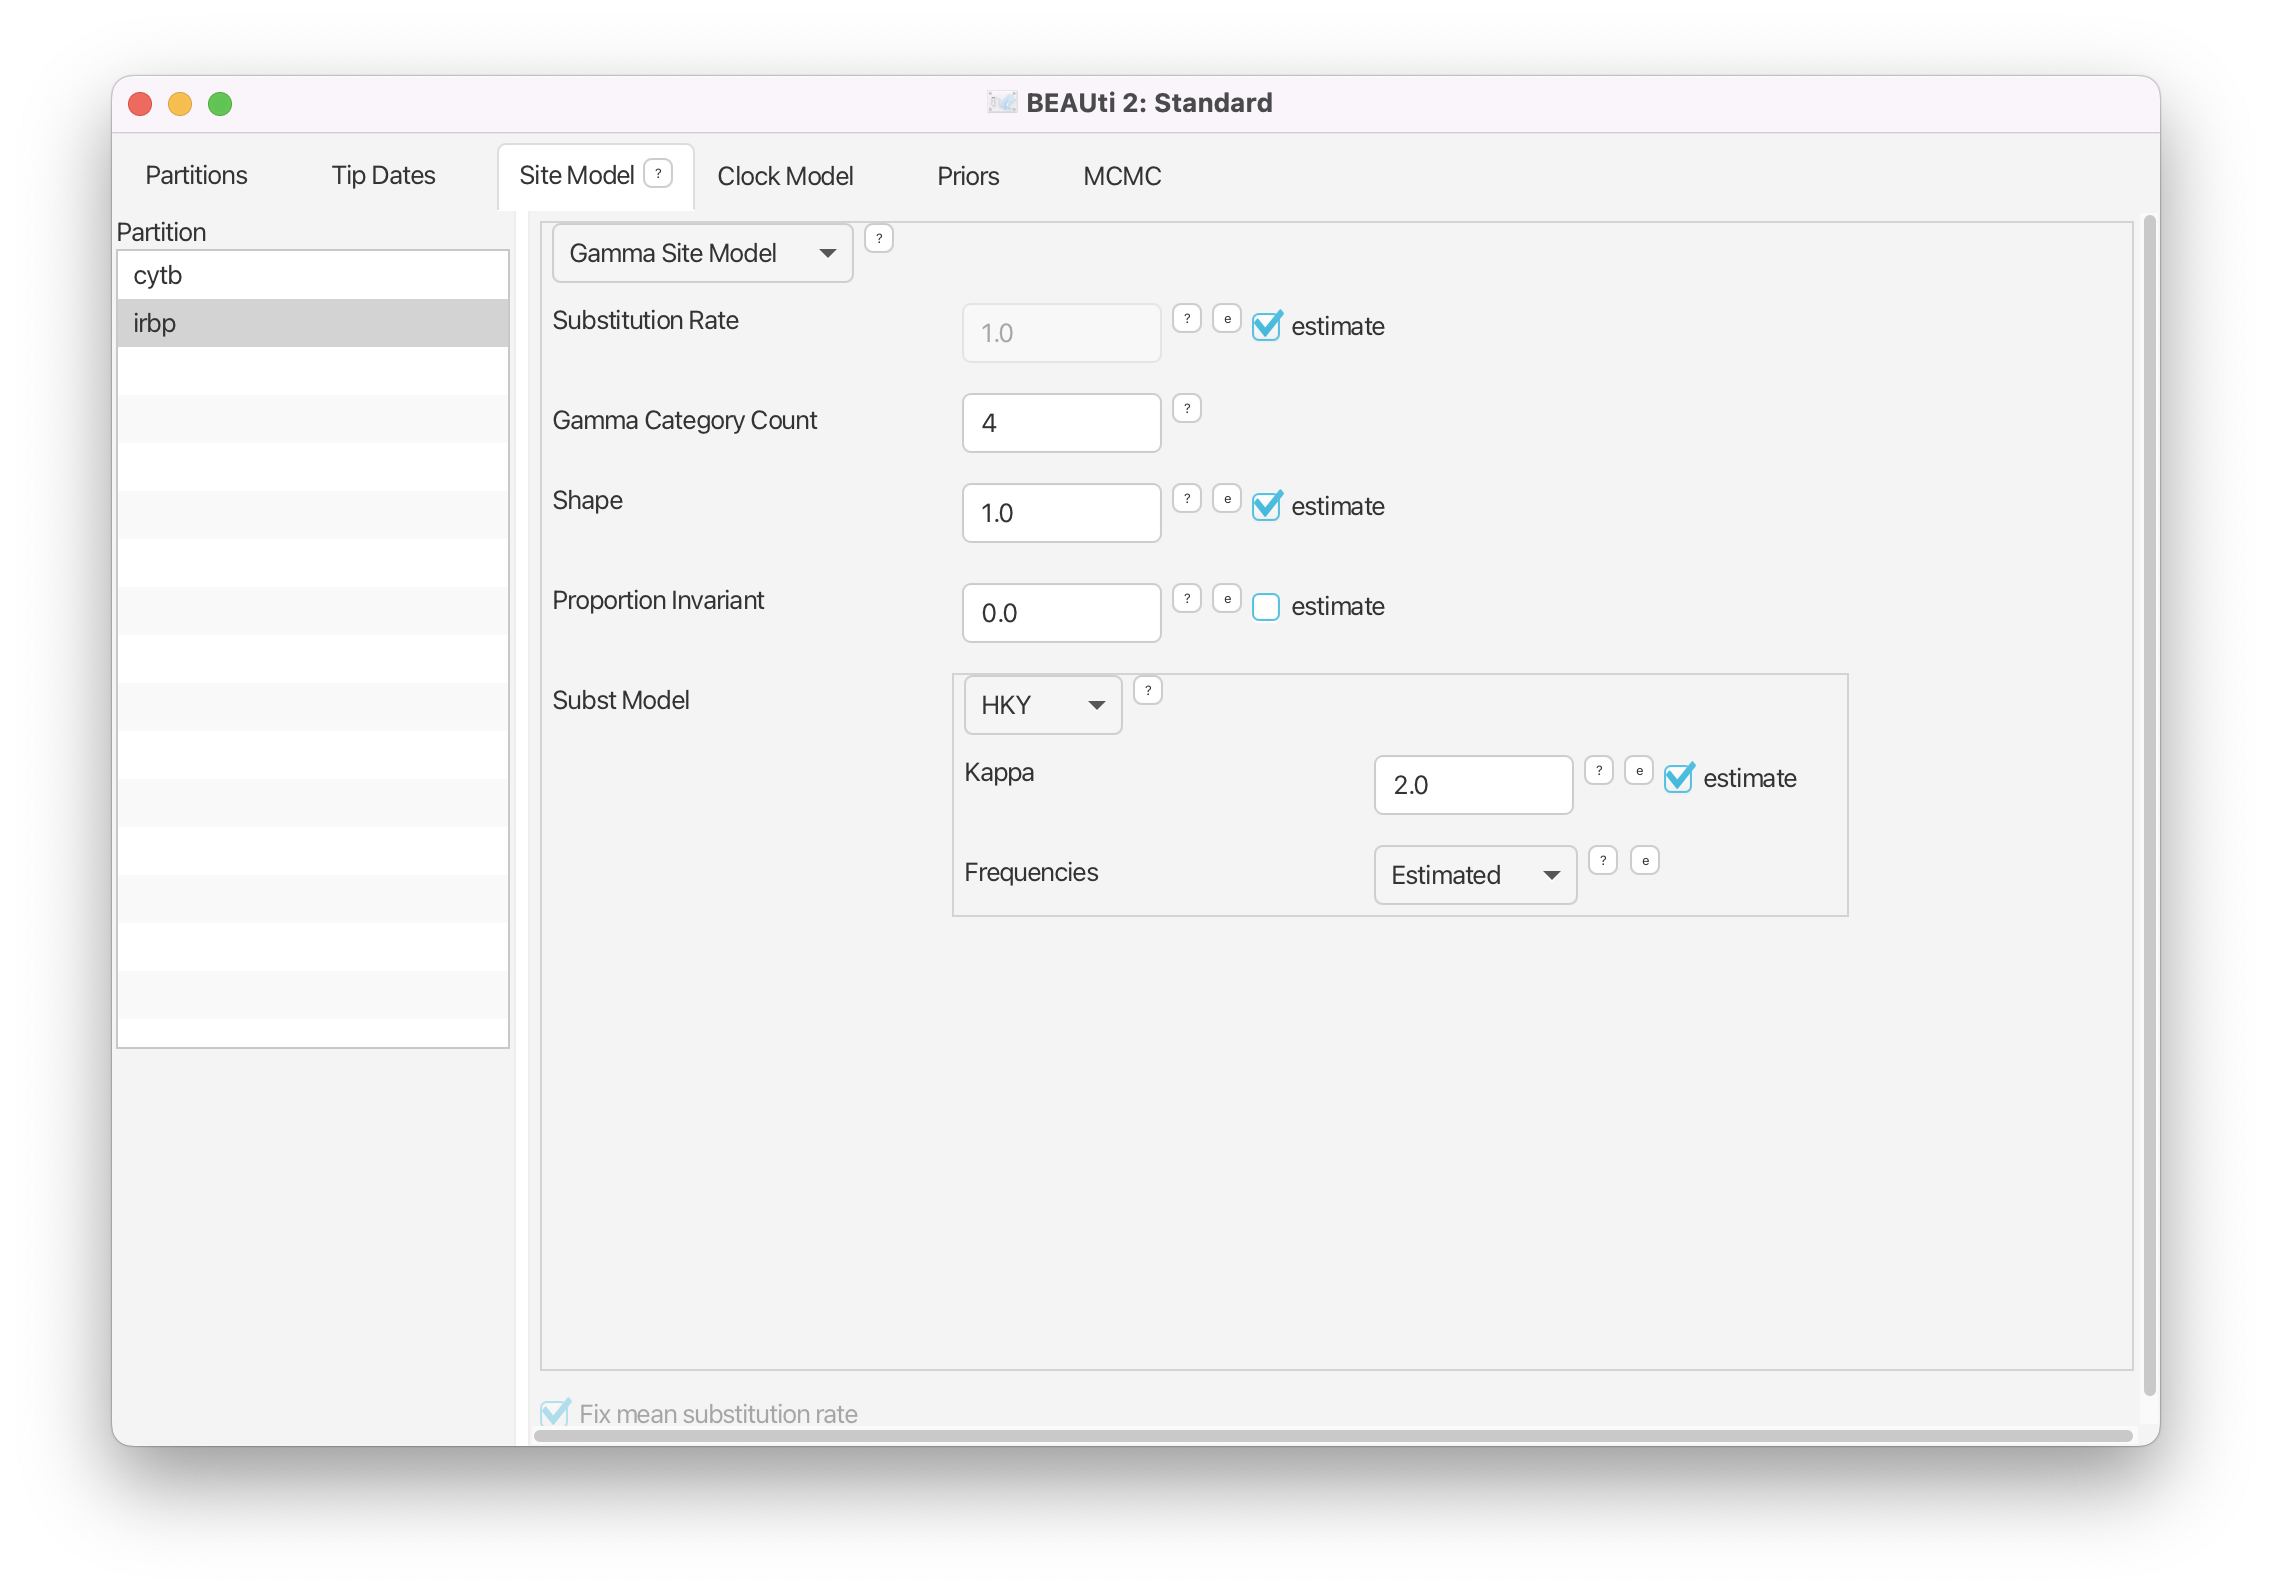 BEAUti 2: Standard
Partitions Tip Dates Site Model ? Clock Model Priors MCMC
Partition
cytb
irbp
Gamma Site Model ?
Substitution Rate 1.0 ? e estimate
Gamma Category Count 4 ?
Shape 1.0 ? e estimate
Proportion Invariant 0.0 ? e estimate
Subst Model HKY ?
Kappa 2.0 ? e estimate
Frequencies Estimated ? e
Fix mean substitution rate